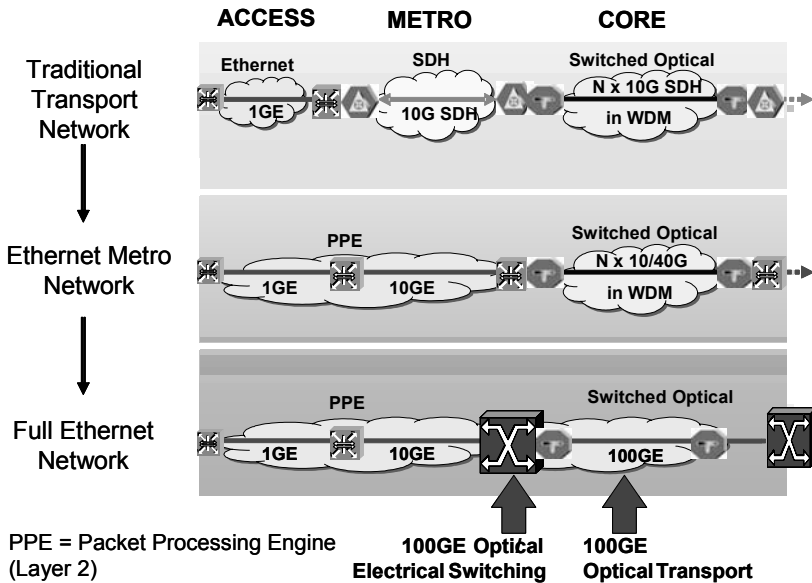 ACCESS METRO CORE
Traditional
Transport
Network
Ethernet
1GE
SDH
10G SDH
Switched Optical
N x 10G SDH
in WDM
Ethernet Metro
Network
PPE
1GE
10GE
Switched Optical
N x 10/40G
in WDM
Full Ethernet
Network
PPE
1GE
10GE
Switched Optical
100GE
PPE = Packet Processing Engine
(Layer 2)
100GE Optical
Electrical Switching
100GE
Optical Transport